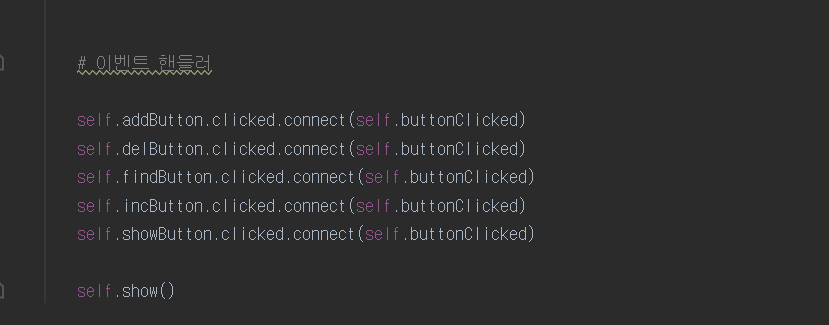 # 이벤트 핸들러
self.addButton.clicked.connect(self.buttonClicked)
self.delButton.clicked.connect(self.buttonClicked)
self.findButton.clicked.connect(self.buttonClicked)
self.incButton.clicked.connect(self.buttonClicked)
self.showButton.clicked.connect(self.buttonClicked)
self.show()